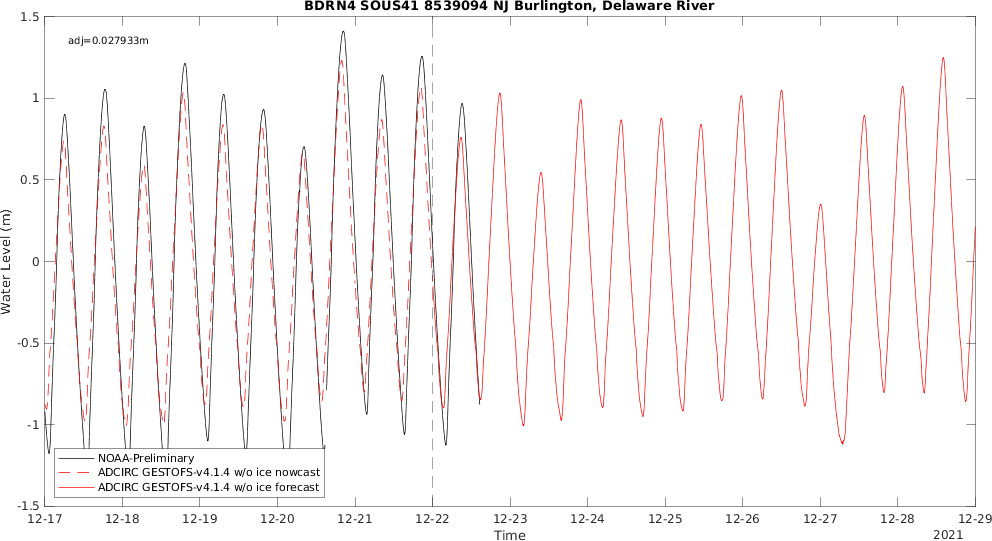 BDRN4 SOUS41 8539094 NJ Burlington, Delaware River
adj=0.027933m
1.5
1
0.5
0
-0.5
-1
-1.5
Water Level (m)
NOAA-Preliminary
ADCIRC GESTOFS-v4.1.4 w/o ice nowcast
ADCIRC GESTOFS-v4.1.4 w/o ice forecast
12-17 12-18 12-19 12-20 12-21 12-22 12-23 12-24 12-25 12-26 12-27 12-28 12-29
Time
2021